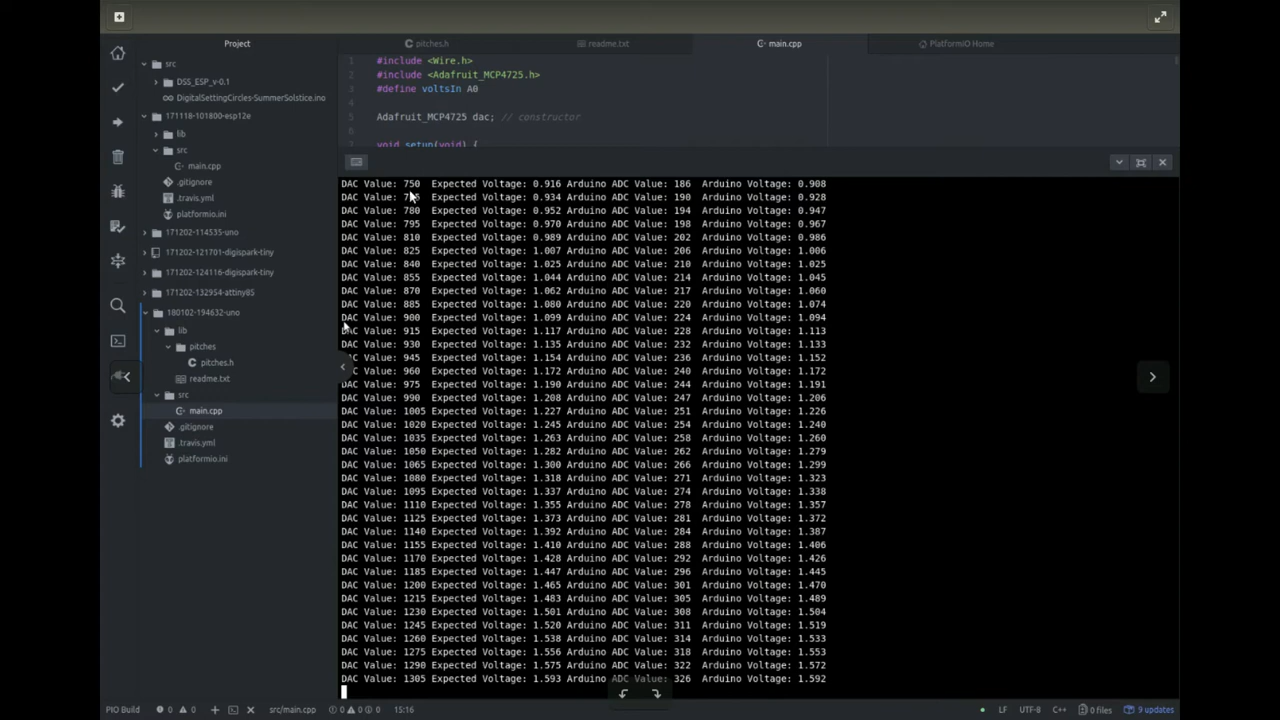 Project
pitches.h
readme.txt
main.cpp
PlatformIO Home
src
DSS_ESP_v-0.1
DigitalSettingCircles-SummerSolstice.ino
171118-101800-esp12e
lib
src
main.cpp
.gitignore
.travis.yml
platformio.ini
171202-114535-uno
171202-121701-digispark-tiny
171202-124116-digispark-tiny
171202-132954-attiny85
180102-194632-uno
lib
pitches
pitches.h
readme.txt
src
main.cpp
.gitignore
.travis.yml
platformio.ini
1 #include <Wire.h>
2 #include <Adafruit_MCP4725.h>
3 #define voltsIn A0
4
5 Adafruit_MCP4725 dac; // constructor
6
7 void setup(void) {
DAC Value: 750 Expected Voltage: 0.916 Arduino ADC Value: 186 Arduino Voltage: 0.908
DAC Value: Expected Voltage: 0.934 Arduino ADC Value: 190 Arduino Voltage: 0.928
DAC Value: 780 Expected Voltage: 0.952 Arduino ADC Value: 194 Arduino Voltage: 0.947
DAC Value: 795 Expected Voltage: 0.970 Arduino ADC Value: 198 Arduino Voltage: 0.967
DAC Value: 810 Expected Voltage: 0.989 Arduino ADC Value: 202 Arduino Voltage: 0.986
DAC Value: 825 Expected Voltage: 1.007 Arduino ADC Value: 206 Arduino Voltage: 1.006
DAC Value: 840 Expected Voltage: 1.025 Arduino ADC Value: 210 Arduino Voltage: 1.025
DAC Value: 855 Expected Voltage: 1.044 Arduino ADC Value: 214 Arduino Voltage: 1.045
DAC Value: 870 Expected Voltage: 1.062 Arduino ADC Value: 217 Arduino Voltage: 1.060
DAC Value: 885 Expected Voltage: 1.080 Arduino ADC Value: 220 Arduino Voltage: 1.074
DAC Value: 900 Expected Voltage: 1.099 Arduino ADC Value: 224 Arduino Voltage: 1.094
DAC Value: 915 Expected Voltage: 1.117 Arduino ADC Value: 228 Arduino Voltage: 1.113
DAC Value: 930 Expected Voltage: 1.135 Arduino ADC Value: 232 Arduino Voltage: 1.133
DAC Value: 945 Expected Voltage: 1.154 Arduino ADC Value: 236 Arduino Voltage: 1.152
DAC Value: 960 Expected Voltage: 1.172 Arduino ADC Value: 240 Arduino Voltage: 1.172
DAC Value: 975 Expected Voltage: 1.190 Arduino ADC Value: 244 Arduino Voltage: 1.191
DAC Value: 990 Expected Voltage: 1.208 Arduino ADC Value: 247 Arduino Voltage: 1.206
DAC Value: 1005 Expected Voltage: 1.227 Arduino ADC Value: 251 Arduino Voltage: 1.226
DAC Value: 1020 Expected Voltage: 1.245 Arduino ADC Value: 254 Arduino Voltage: 1.240
DAC Value: 1035 Expected Voltage: 1.263 Arduino ADC Value: 258 Arduino Voltage: 1.260
DAC Value: 1050 Expected Voltage: 1.282 Arduino ADC Value: 262 Arduino Voltage: 1.279
DAC Value: 1065 Expected Voltage: 1.300 Arduino ADC Value: 266 Arduino Voltage: 1.299
DAC Value: 1080 Expected Voltage: 1.318 Arduino ADC Value: 271 Arduino Voltage: 1.323
DAC Value: 1095 Expected Voltage: 1.337 Arduino ADC Value: 274 Arduino Voltage: 1.338
DAC Value: 1110 Expected Voltage: 1.355 Arduino ADC Value: 278 Arduino Voltage: 1.357
DAC Value: 1125 Expected Voltage: 1.373 Arduino ADC Value: 281 Arduino Voltage: 1.372
DAC Value: 1140 Expected Voltage: 1.392 Arduino ADC Value: 284 Arduino Voltage: 1.387
DAC Value: 1155 Expected Voltage: 1.410 Arduino ADC Value: 288 Arduino Voltage: 1.406
DAC Value: 1170 Expected Voltage: 1.428 Arduino ADC Value: 292 Arduino Voltage: 1.426
DAC Value: 1185 Expected Voltage: 1.447 Arduino ADC Value: 296 Arduino Voltage: 1.445
DAC Value: 1200 Expected Voltage: 1.465 Arduino ADC Value: 301 Arduino Voltage: 1.470
DAC Value: 1215 Expected Voltage: 1.483 Arduino ADC Value: 305 Arduino Voltage: 1.489
DAC Value: 1230 Expected Voltage: 1.501 Arduino ADC Value: 308 Arduino Voltage: 1.504
DAC Value: 1245 Expected Voltage: 1.520 Arduino ADC Value: 311 Arduino Voltage: 1.519
DAC Value: 1260 Expected Voltage: 1.538 Arduino ADC Value: 314 Arduino Voltage: 1.533
DAC Value: 1275 Expected Voltage: 1.556 Arduino ADC Value: 318 Arduino Voltage: 1.553
DAC Value: 1290 Expected Voltage: 1.575 Arduino ADC Value: 322 Arduino Voltage: 1.572
DAC Value: 1305 Expected Voltage: 1.593 Arduino ADC Value: 326 Arduino Voltage: 1.592
PIO Build 0 0 src/main.cpp 0 0 0 15:16 LF UTF-8 C++ 0 files 9 updates